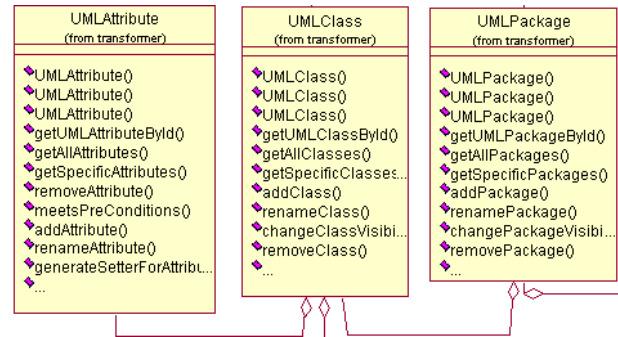 UMLAttribute
(from transformer)
UMLAttribute()
UMLAttribute()
UMLAttribute()
getUMLAttributeById()
getAllAttributes()
getSpecificAttributes()
removeAttribute()
meetsPreConditions()
addAttribute()
renameAttribute()
generateSetterForAttribu...
...
UMLClass
(from transformer)
UMLClass()
UMLClass()
UMLClass()
getUMLClassById()
getAllClasses()
getSpecificClasses...
addClass()
renameClass()
changeClassVisibi...
removeClass()
...
UMLPackage
(from transformer)
UMLPackage()
UMLPackage()
UMLPackage()
getUMLPackageById()
getAllPackages()
getSpecificPackages()
addPackage()
renamePackage()
changePackageVisibi...
removePackage()
...